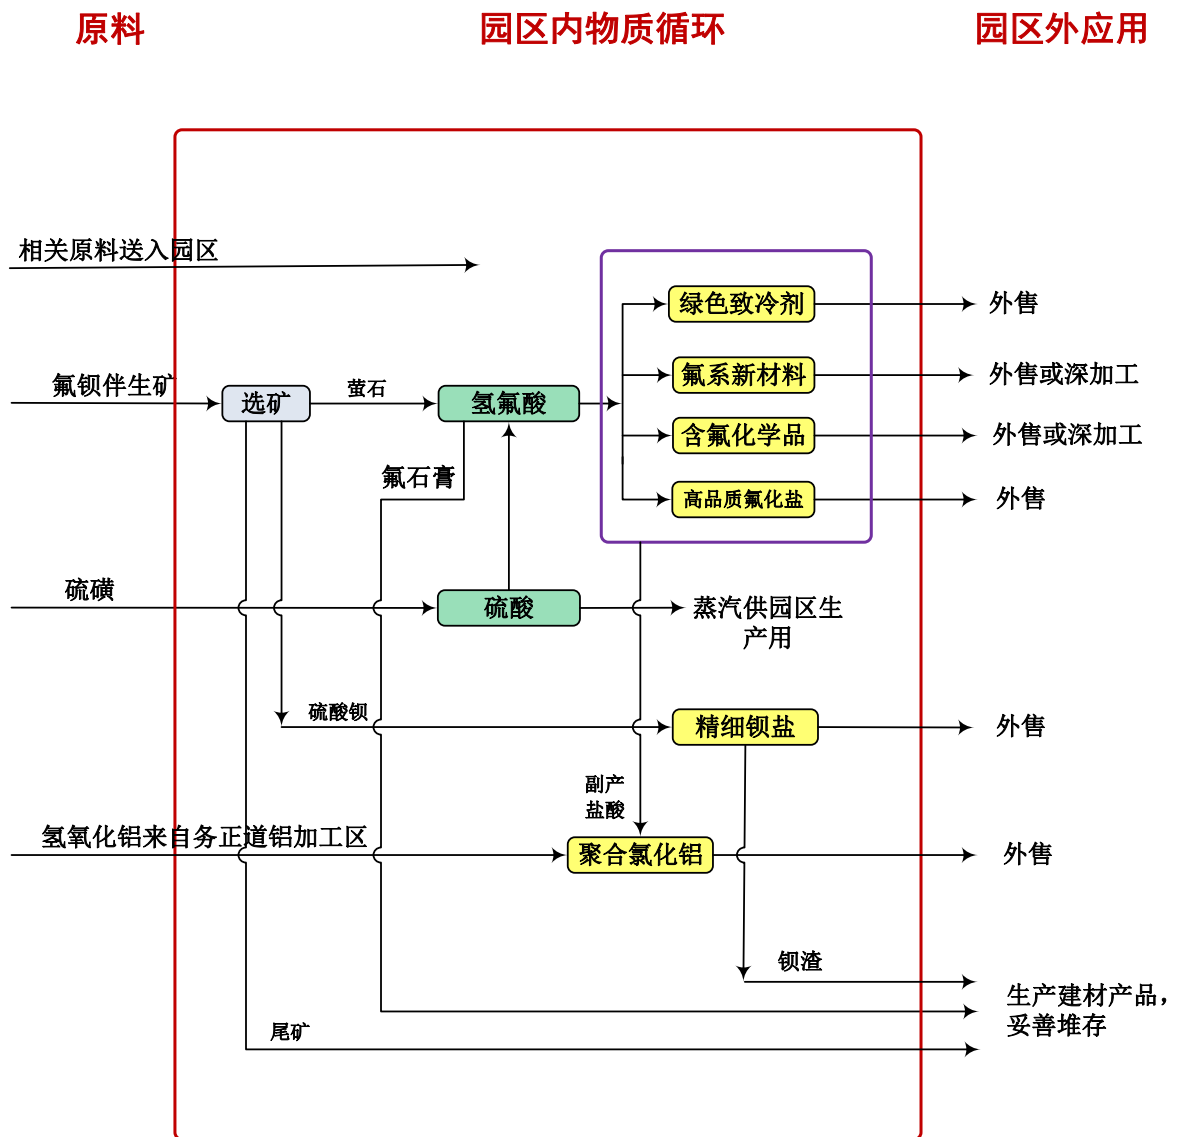 原料
园区内物质循环
园区外应用
相关原料送入园区
绿色致冷剂
外售
氟钡伴生矿
选矿
萤石
氢氟酸
氟系新材料
外售或深加工
含氟化学品
外售或深加工
氟石膏
高品质氟化盐
外售
硫磺
硫酸
蒸汽供园区生
产用
硫酸钡
精细钡盐
外售
副产
盐酸
氢氧化铝来自务正道铝加工区
聚合氯化铝
外售
钡渣
生产建材产品，
妥善堆存
尾矿